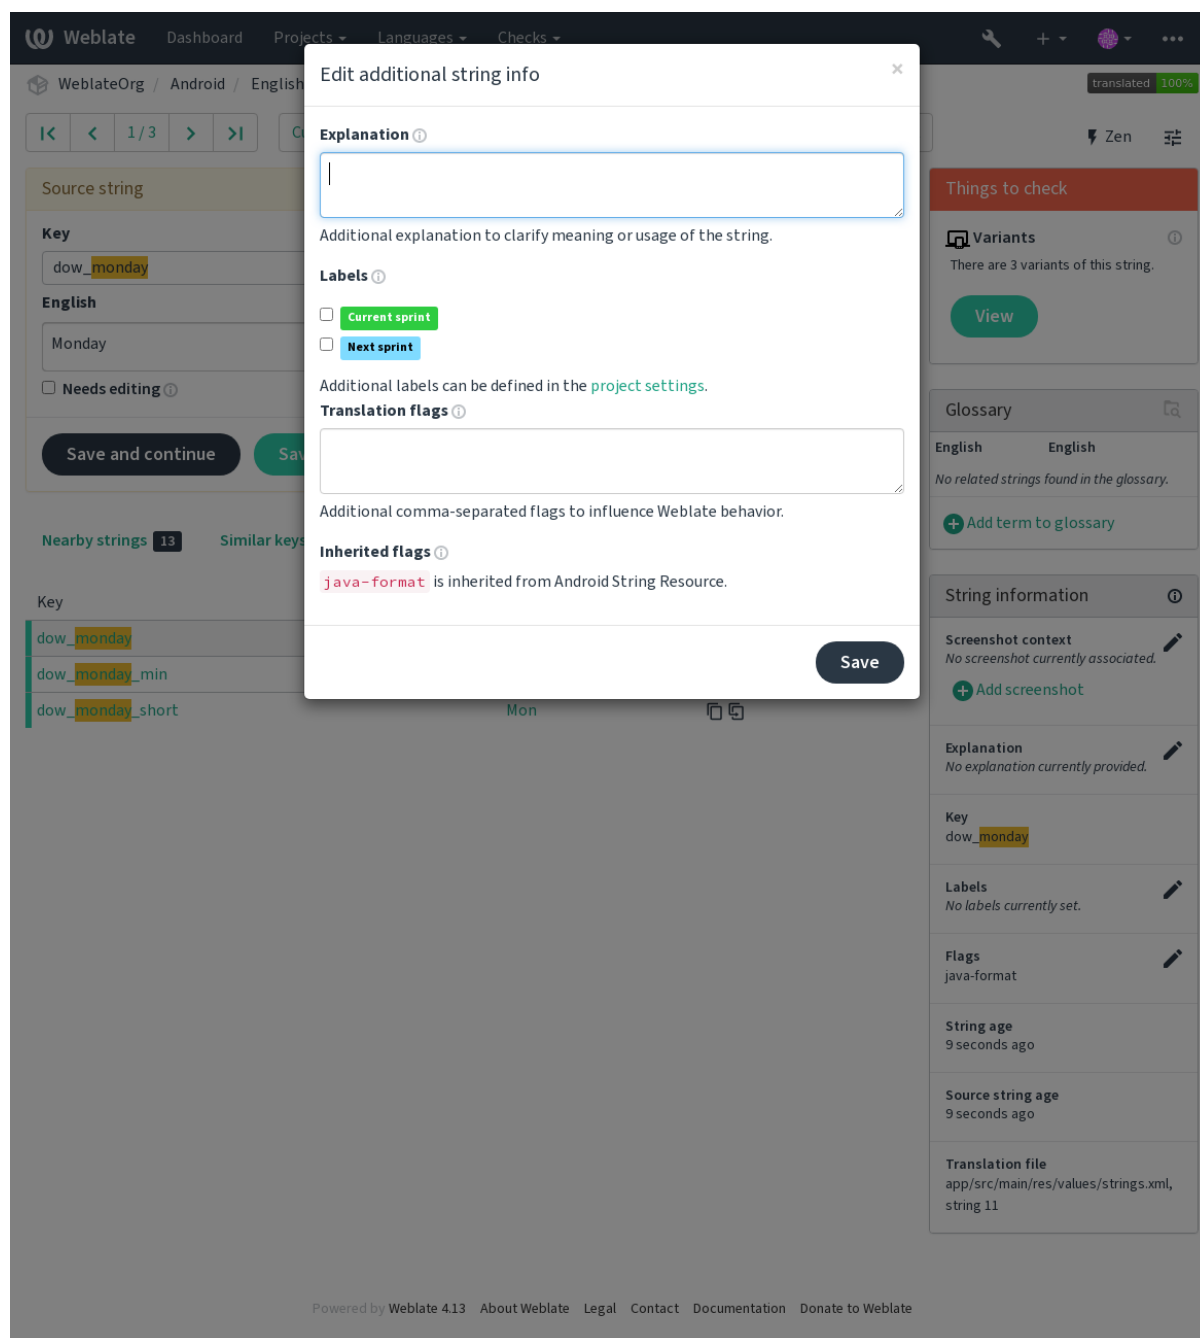 Weblate Dashboard Projects Languages Checks
WeblateOrg / Android / English
translated 100%
1 / 3
Zen
Edit additional string info
×
Explanation
Additional explanation to clarify meaning or usage of the string.
Labels
Current sprint
Next sprint
Additional labels can be defined in the project settings.
Translation flags
Additional comma-separated flags to influence Weblate behavior.
Inherited flags
java-format is inherited from Android String Resource.
Save
Source string
Key
dow_monday
English
Monday
Needs editing
Save and continue
Nearby strings 13 Similar keys
Key
dow_monday
dow_monday_min
dow_monday_short Mon
Things to check
Variants
There are 3 variants of this string.
View
Glossary
English English
No related strings found in the glossary.
Add term to glossary
String information
Screenshot context
No screenshot currently associated.
Add screenshot
Explanation
No explanation currently provided.
Key
dow_monday
Labels
No labels currently set.
Flags
java-format
String age
9 seconds ago
Source string age
9 seconds ago
Translation file
app/src/main/res/values/strings.xml,
string 11
Powered by Weblate 4.13 About Weblate Legal Contact Documentation Donate to Weblate